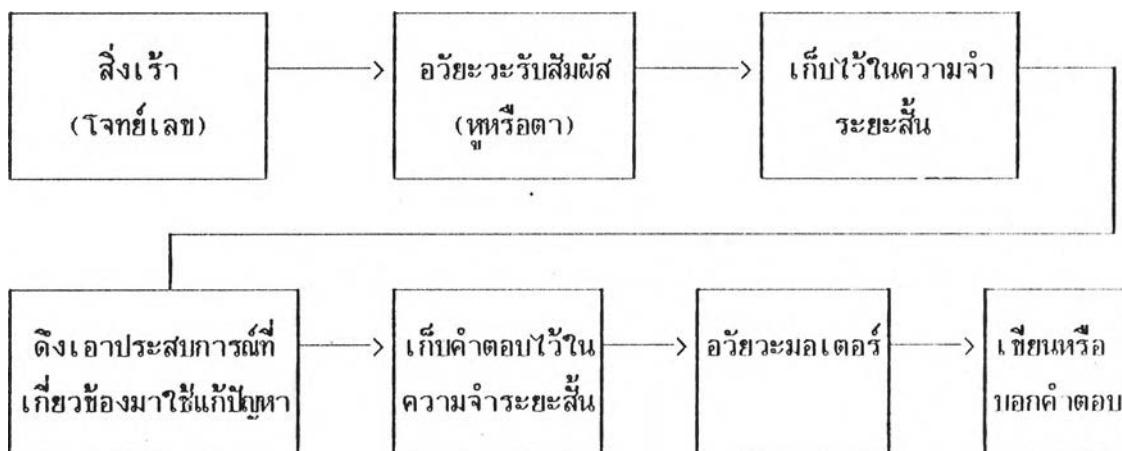 สิ่งเร้า
(โจทย์เลข)
อวัยะวะรับสัมผัส
(หูหรือตา)
เก็บไว้ในความจำ
ระยะสั้น
ดึงเอาประสบการณ์ที่
เกี่ยวข้องมาใช้แก้ปัญหา
เก็บคำตอบไว้ใน
ความจำระยะสั้น
อวัยวะมอเตอร์
เขียนหรือ
บอกคำตอบ